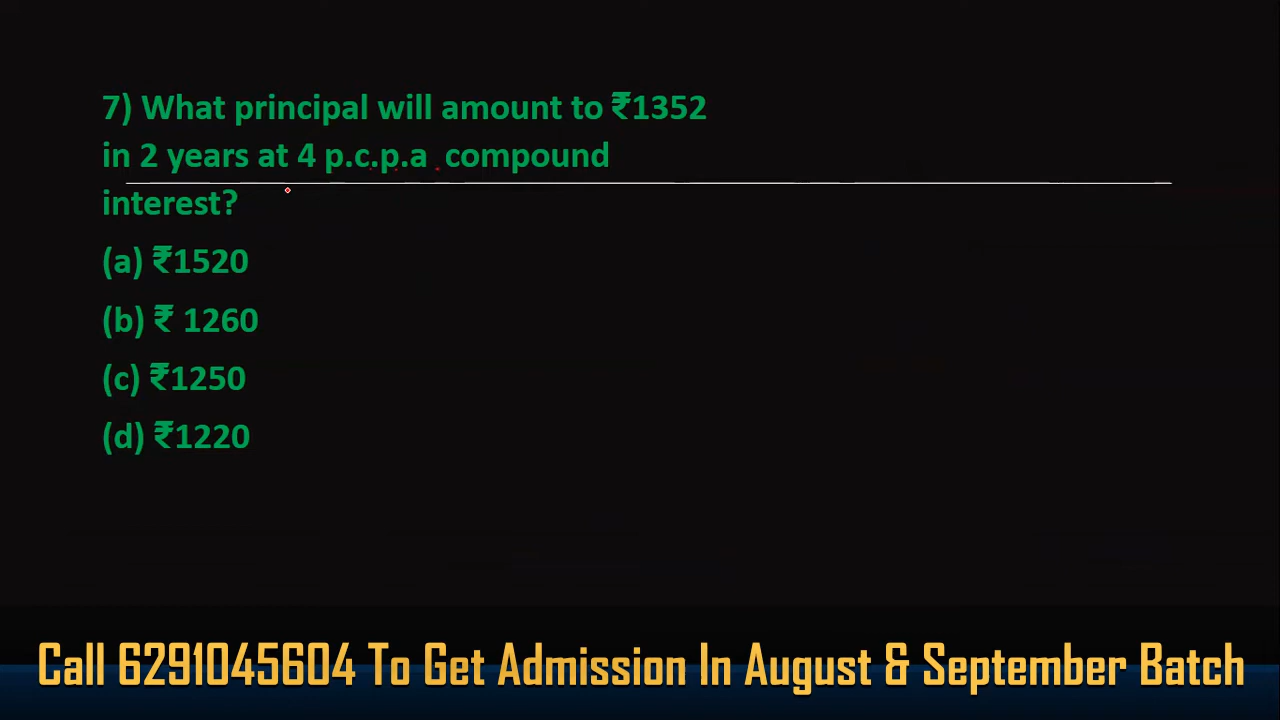 7) What principal will amount to ₹1352
in 2 years at 4 p.c.p.a compound
interest?
(a) ₹1520
(b) ₹ 1260
(c) ₹1250
(d) ₹1220
Call 6291045604 To Get Admission In August & September Batch